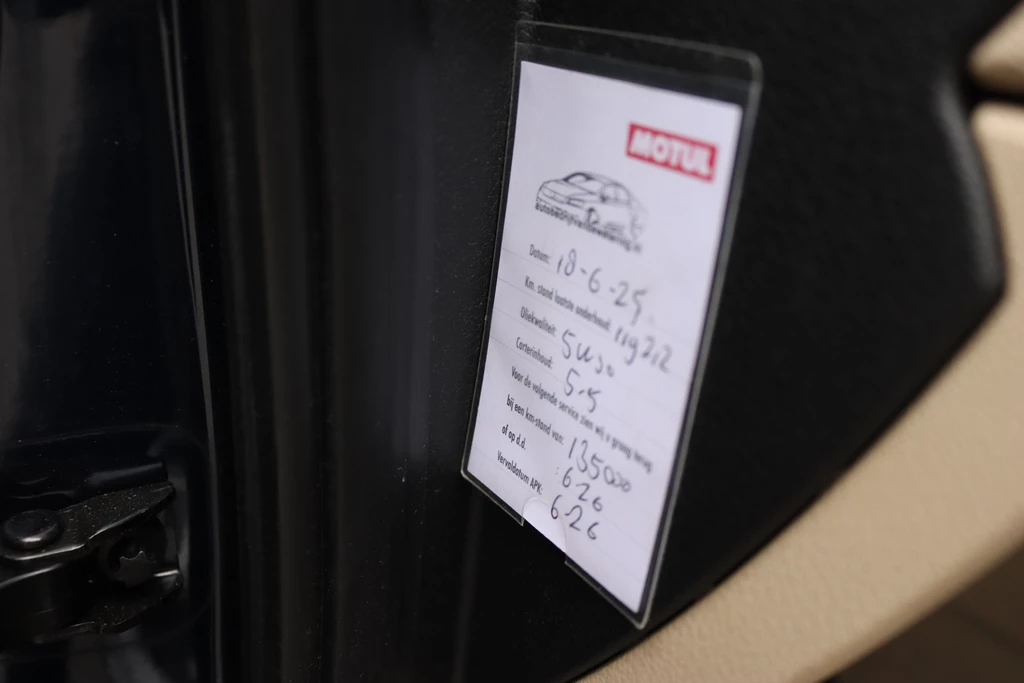 MOTUL
Datum: 18-6-25
Km. stand laatste onderhoud: 119212
Oliekwaliteit: 5w30
Carterinhoud: 5.5
Voor de volgende service zien wij u graag terug
bij een km-stand van: 135000
of op d.d. : 6-26
Vervaldatum APK: 6-26